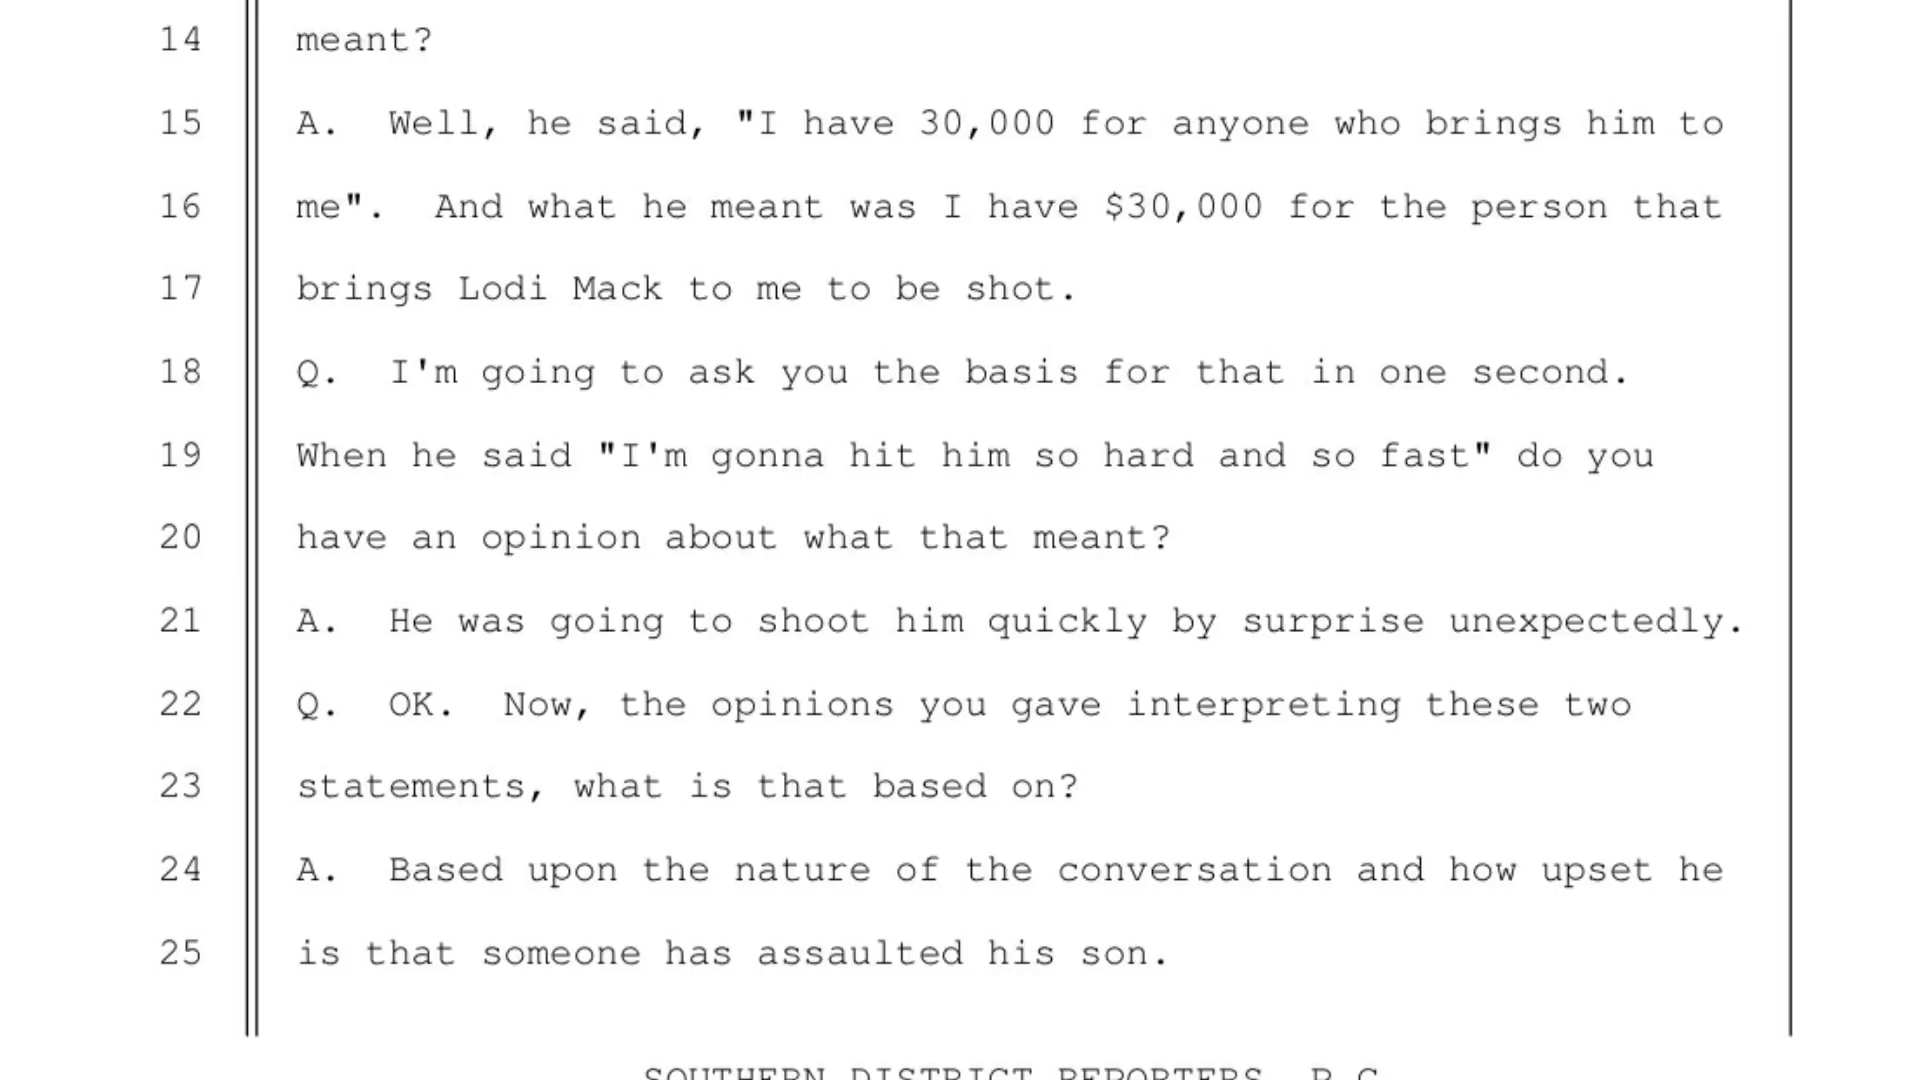 14 meant?
15 A. Well, he said, "I have 30,000 for anyone who brings him to
16 me". And what he meant was I have $30,000 for the person that
17 brings Lodi Mack to me to be shot.
18 Q. I'm going to ask you the basis for that in one second.
19 When he said "I'm gonna hit him so hard and so fast" do you
20 have an opinion about what that meant?
21 A. He was going to shoot him quickly by surprise unexpectedly.
22 Q. OK. Now, the opinions you gave interpreting these two
23 statements, what is that based on?
24 A. Based upon the nature of the conversation and how upset he
25 is that someone has assaulted his son.
SOUTHERN DISTRICT REPORTERS, P.C.